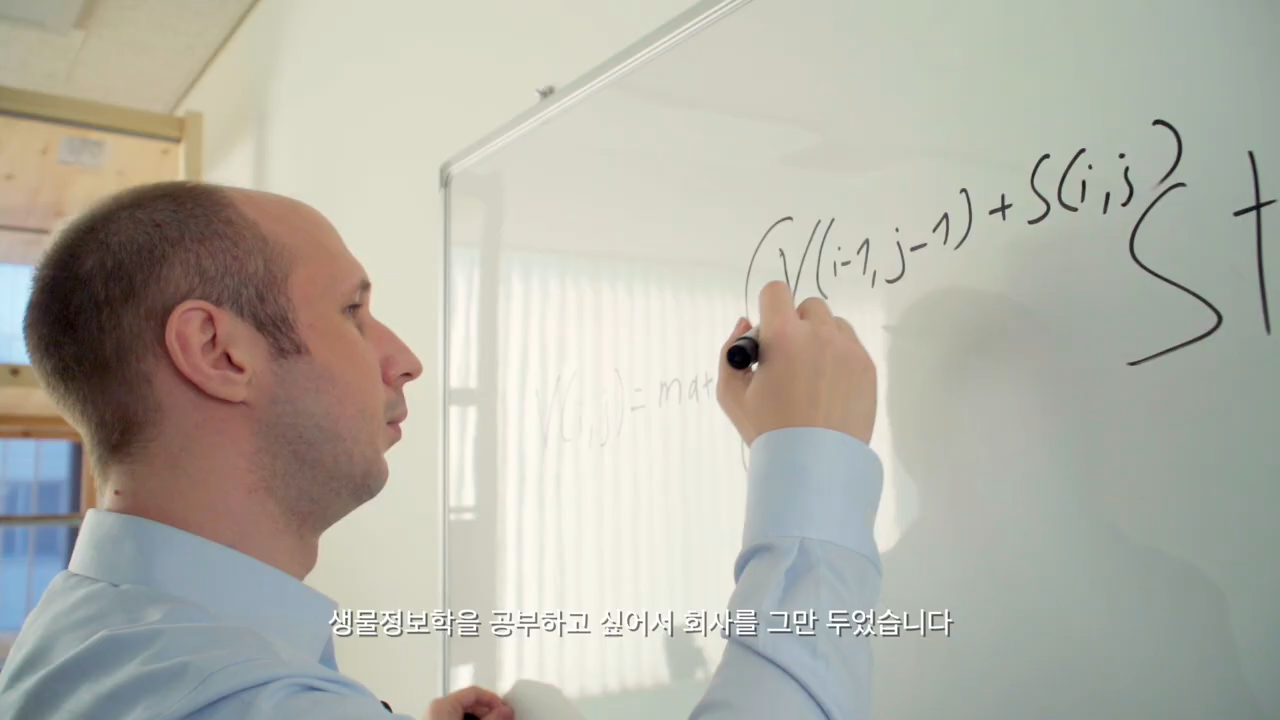 V(i-1, j-1) + S(i, j)
V(i, j) =
생물정보학을 공부하고 싶어서 회사를 그만 두었습니다